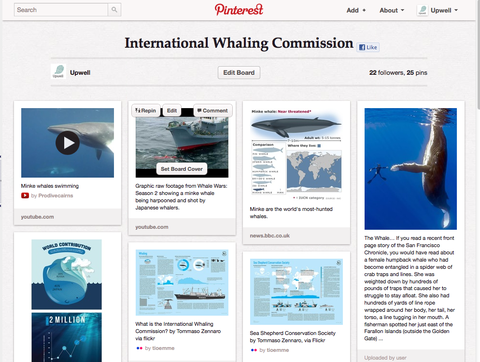 Search
Pinterest
Add +
About
Upwell
International Whaling Commission
Like
Upwell
Edit Board
22 followers, 25 pins
Repin
Edit
Comment
Set Board Cover
Minke whales swimming
by Prodivecairns
youtube.com
Graphic raw footage from Whale Wars:
Season 2 showing a minke whale
being harpooned and shot by
Japanese whalers.
youtube.com
Minke whale: Near threatened*
Comparison
Where they live:
Minke are the world's most-hunted
whales.
news.bbc.co.uk
The Whale... If you read a recent front
page story of the San Francisco
Chronicle, you would have read about
a female humpback whale who had
become entangled in a spider web of
crab traps and lines. She was
weighted down by hundreds of
pounds of traps that caused her to
struggle to stay afloat. She also had
hundreds of yards of line rope
wrapped around her body, her tail, her
torso, a line tugging in her mouth. A
fisherman spotted her just east of the
Farallon Islands (outside the Golden
Gate) ...
Uploaded by user
WORLD
CONTRIBUTION
2 MILLION
What is the International Whaling
Commission? by Tommaso Zennaro
via flickr
Sea Shepherd Conservation Society
by Tommaso Zennaro via flickr